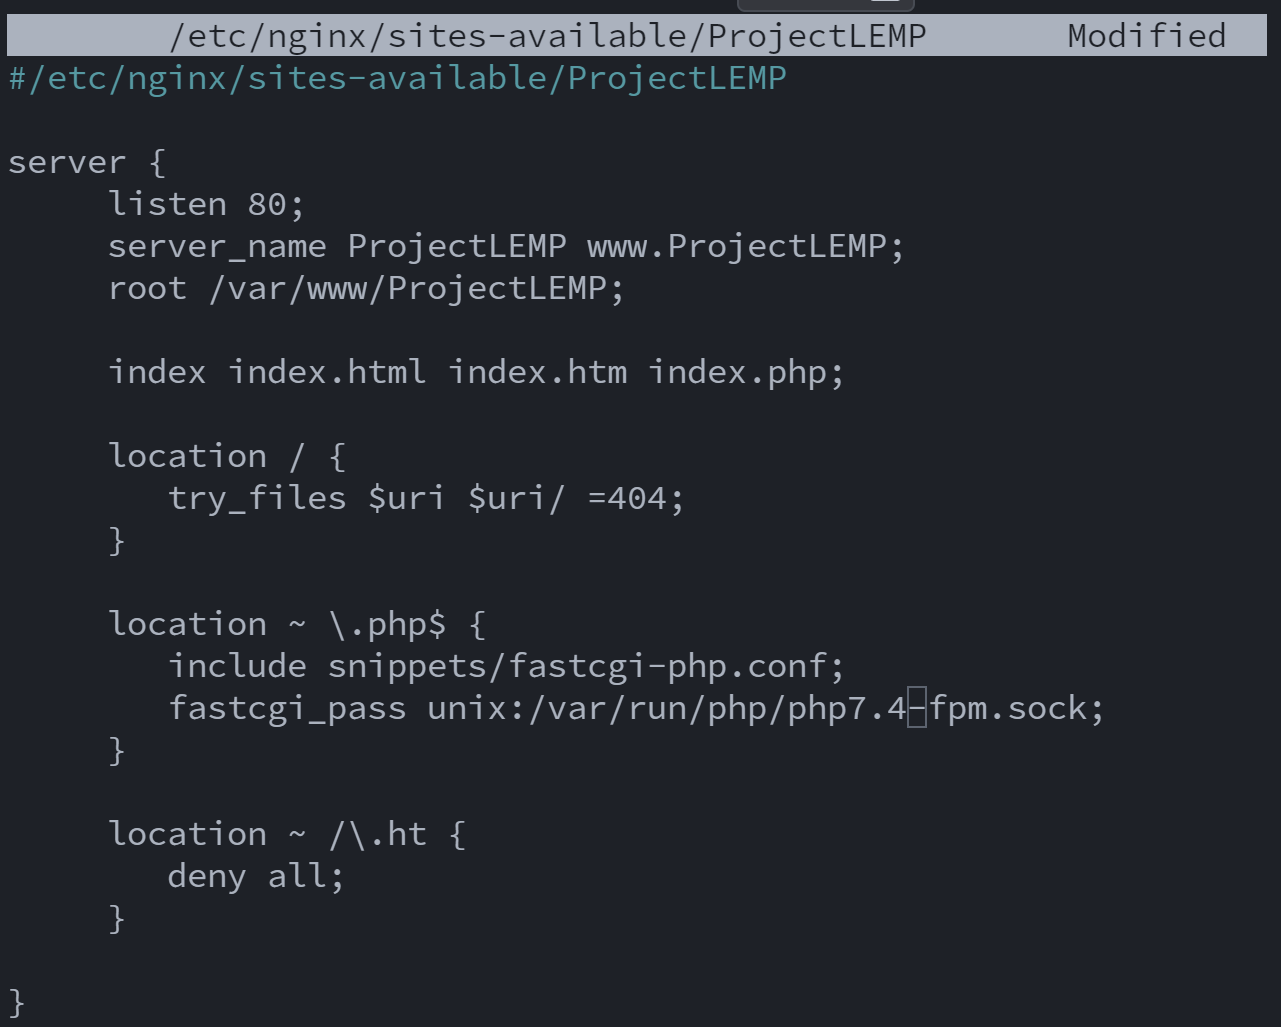 /etc/nginx/sites-available/ProjectLEMP Modified
#/etc/nginx/sites-available/ProjectLEMP
server {
listen 80;
server_name ProjectLEMP www.ProjectLEMP;
root /var/www/ProjectLEMP;
index index.html index.htm index.php;
location / {
try_files $uri $uri/ =404;
}
location ~ \.php$ {
include snippets/fastcgi-php.conf;
fastcgi_pass unix:/var/run/php/php7.4-fpm.sock;
}
location ~ /\.ht {
deny all;
}
}